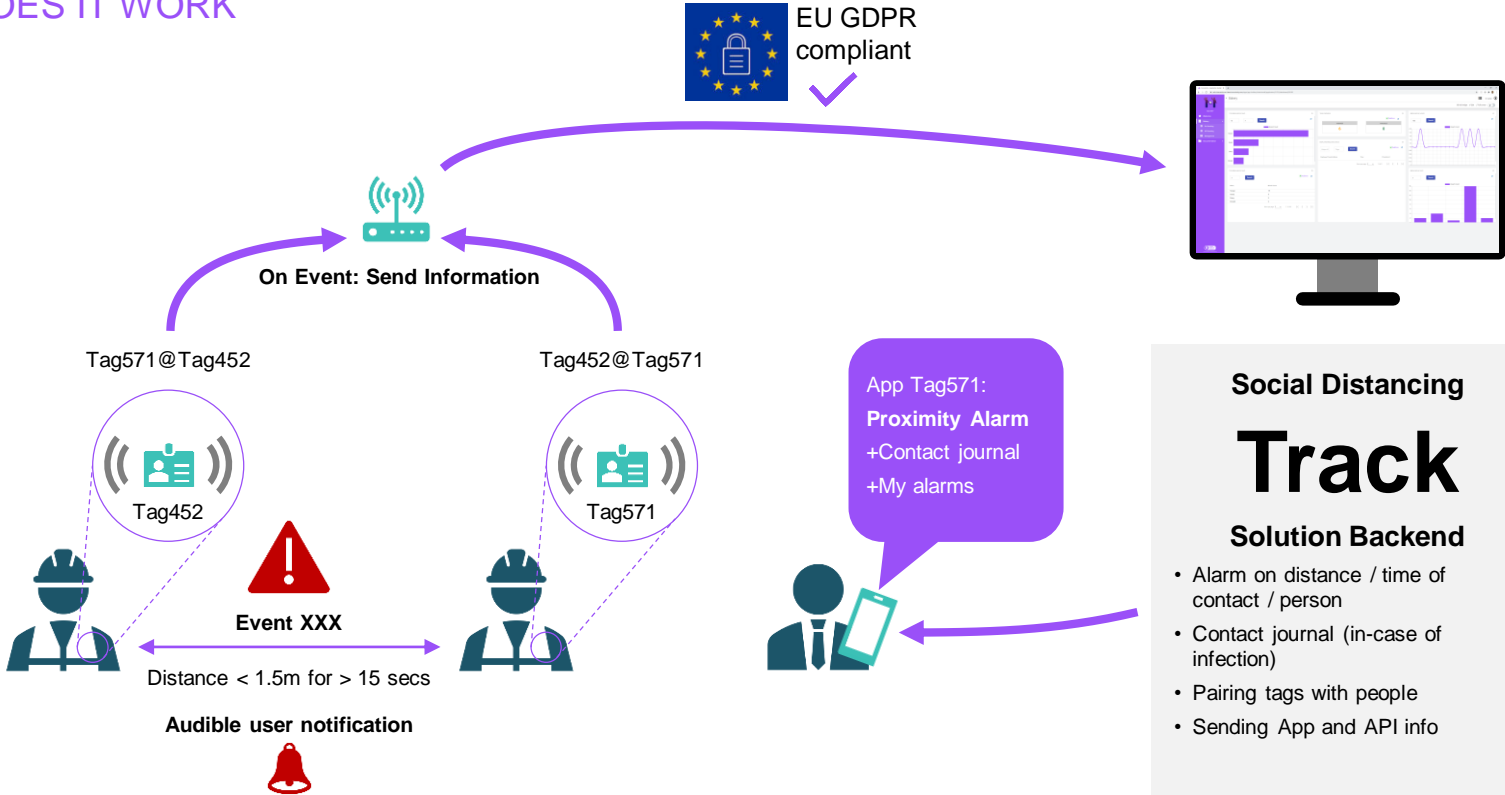 OES IT WORK
EU GDPR
compliant
On Event: Send Information
Tag571@Tag452
Tag452@Tag571
Tag452
Tag571
Event XXX
Distance < 1.5m for > 15 secs
Audible user notification
App Tag571:
Proximity Alarm
+Contact journal
+My alarms
Social Distancing
Track
Solution Backend
• Alarm on distance / time of
contact / person
• Contact journal (in-case of
infection)
• Pairing tags with people
• Sending App and API info